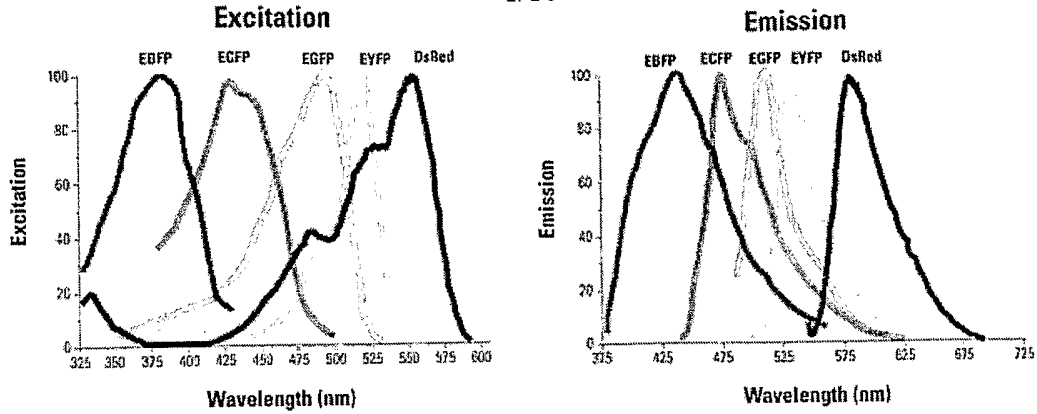 Excitation
EBFP ECFP EGFP EYFP DsRed
100
80
60
40
20
0
Excitation
325 350 375 400 425 450 475 500 525 550 575 600
Wavelength (nm)
Emission
EBFP ECFP EGFP EYFP DsRed
100
80
60
40
20
0
Emission
375 425 475 525 575 625 675 725
Wavelength (nm)